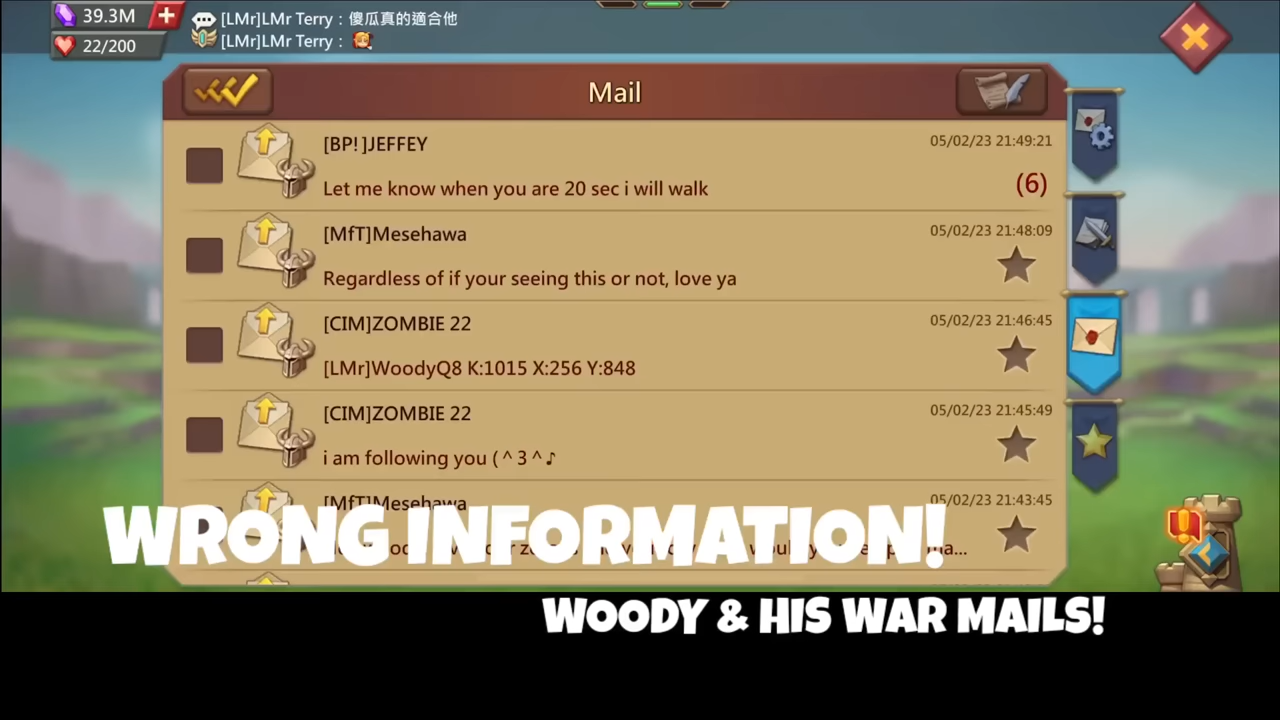 39.3M
[LMr]LMr Terry : 傻瓜真的適合他
22/200
[LMr]LMr Terry :
Mail
[BP! ]JEFFEY
05/02/23 21:49:21
Let me know when you are 20 sec i will walk
(6)
[MfT]Mesehawa
05/02/23 21:48:09
Regardless of if your seeing this or not, love ya
[CIM]ZOMBIE 22
05/02/23 21:46:45
[LMr]WoodyQ8 K:1015 X:256 Y:848
[CIM]ZOMBIE 22
05/02/23 21:45:49
i am following you ( ^ 3 ^ ♪
[MfT]Mesehawa
05/02/23 21:43:45
WRONG INFORMATION!
WOODY & HIS WAR MAILS!